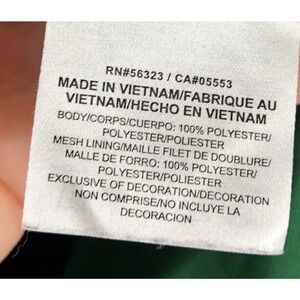 RN#56323 / CA#05553
MADE IN VIETNAM/FABRIQUE AU
VIETNAM/HECHO EN VIETNAM
BODY/CORPS/CUERPO: 100% POLYESTER/
POLYESTER/POLIESTER
MESH LINING/MAILLE FILET DE DOUBLURE/
MALLE DE FORRO: 100% POLYESTER/
POLYESTER/POLIESTER
EXCLUSIVE OF DECORATION/DECORATION
NON COMPRISE/NO INCLUYE LA
DECORACION